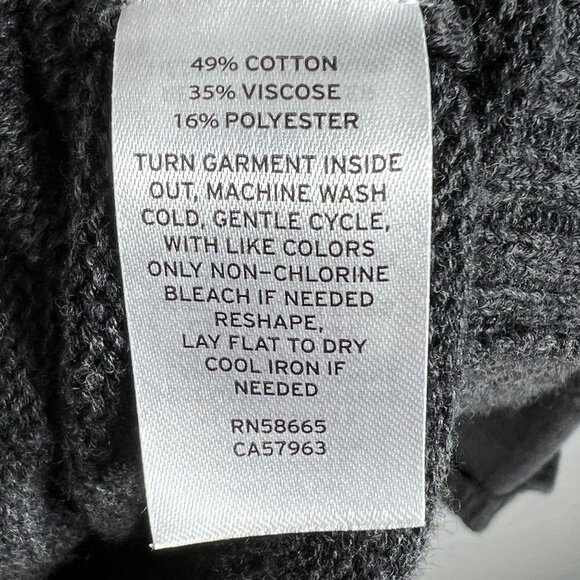 49% COTTON
35% VISCOSE
16% POLYESTER
TURN GARMENT INSIDE
OUT, MACHINE WASH
COLD, GENTLE CYCLE,
WITH LIKE COLORS
ONLY NON-CHLORINE
BLEACH IF NEEDED
RESHAPE,
LAY FLAT TO DRY
COOL IRON IF
NEEDED
RN58665
CA57963